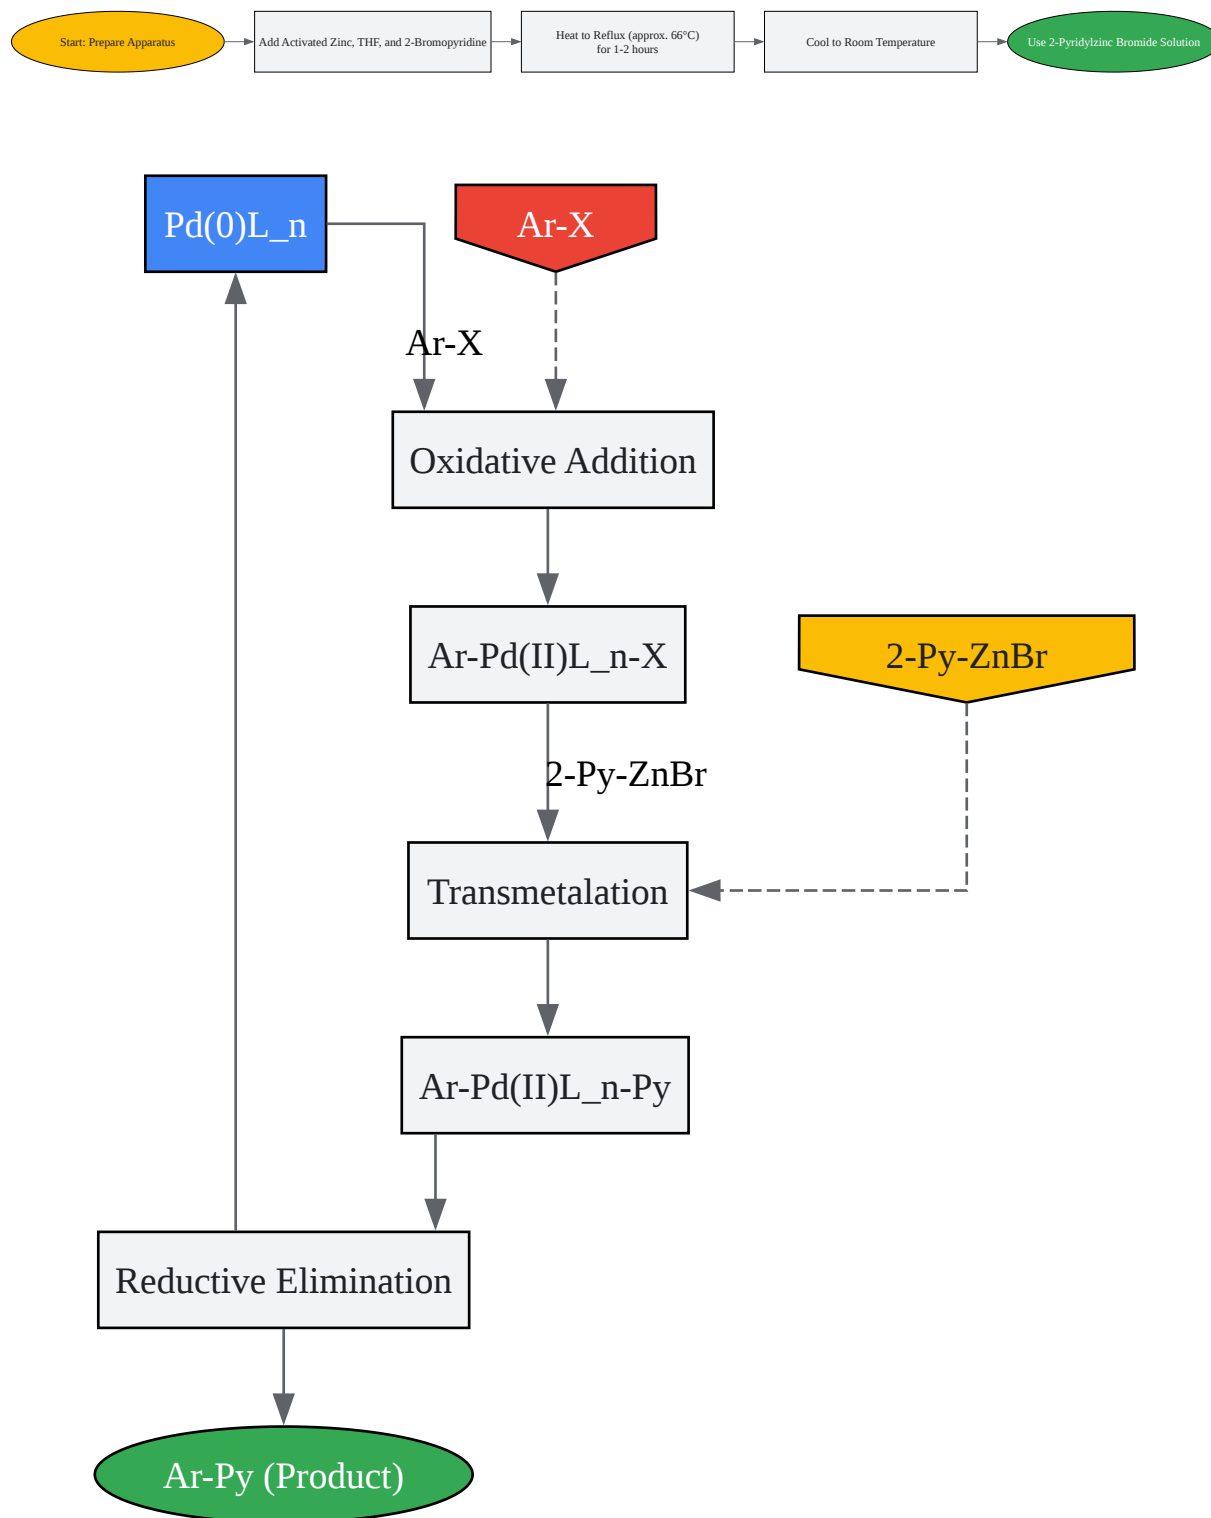 Start: Prepare Apparatus
Add Activated Zinc, THF, and 2-Bromopyridine
Heat to Reflux (approx. 66°C)
for 1-2 hours
Cool to Room Temperature
Use 2-Pyridylzinc Bromide Solution
Pd(0)L_n
Ar-X
Ar-X
Oxidative Addition
Ar-Pd(II)L_n-X
2-Py-ZnBr
2-Py-ZnBr
Transmetalation
Ar-Pd(II)L_n-Py
Reductive Elimination
Ar-Py (Product)